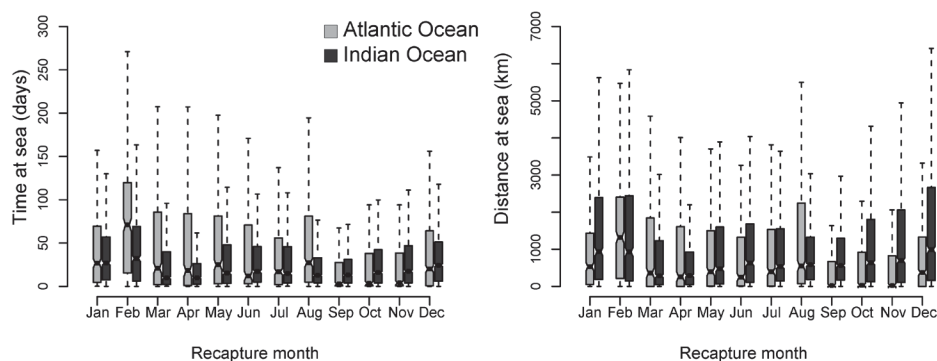 Time at sea (days)
0
50
100
150
200
250
300
Atlantic Ocean
Indian Ocean
Jan Feb Mar Apr May Jun Jul Aug Sep Oct Nov Dec
Recapture month
Distance at sea (km)
0
1000
2000
3000
5000
7000
Jan Feb Mar Apr May Jun Jul Aug Sep Oct Nov Dec
Recapture month